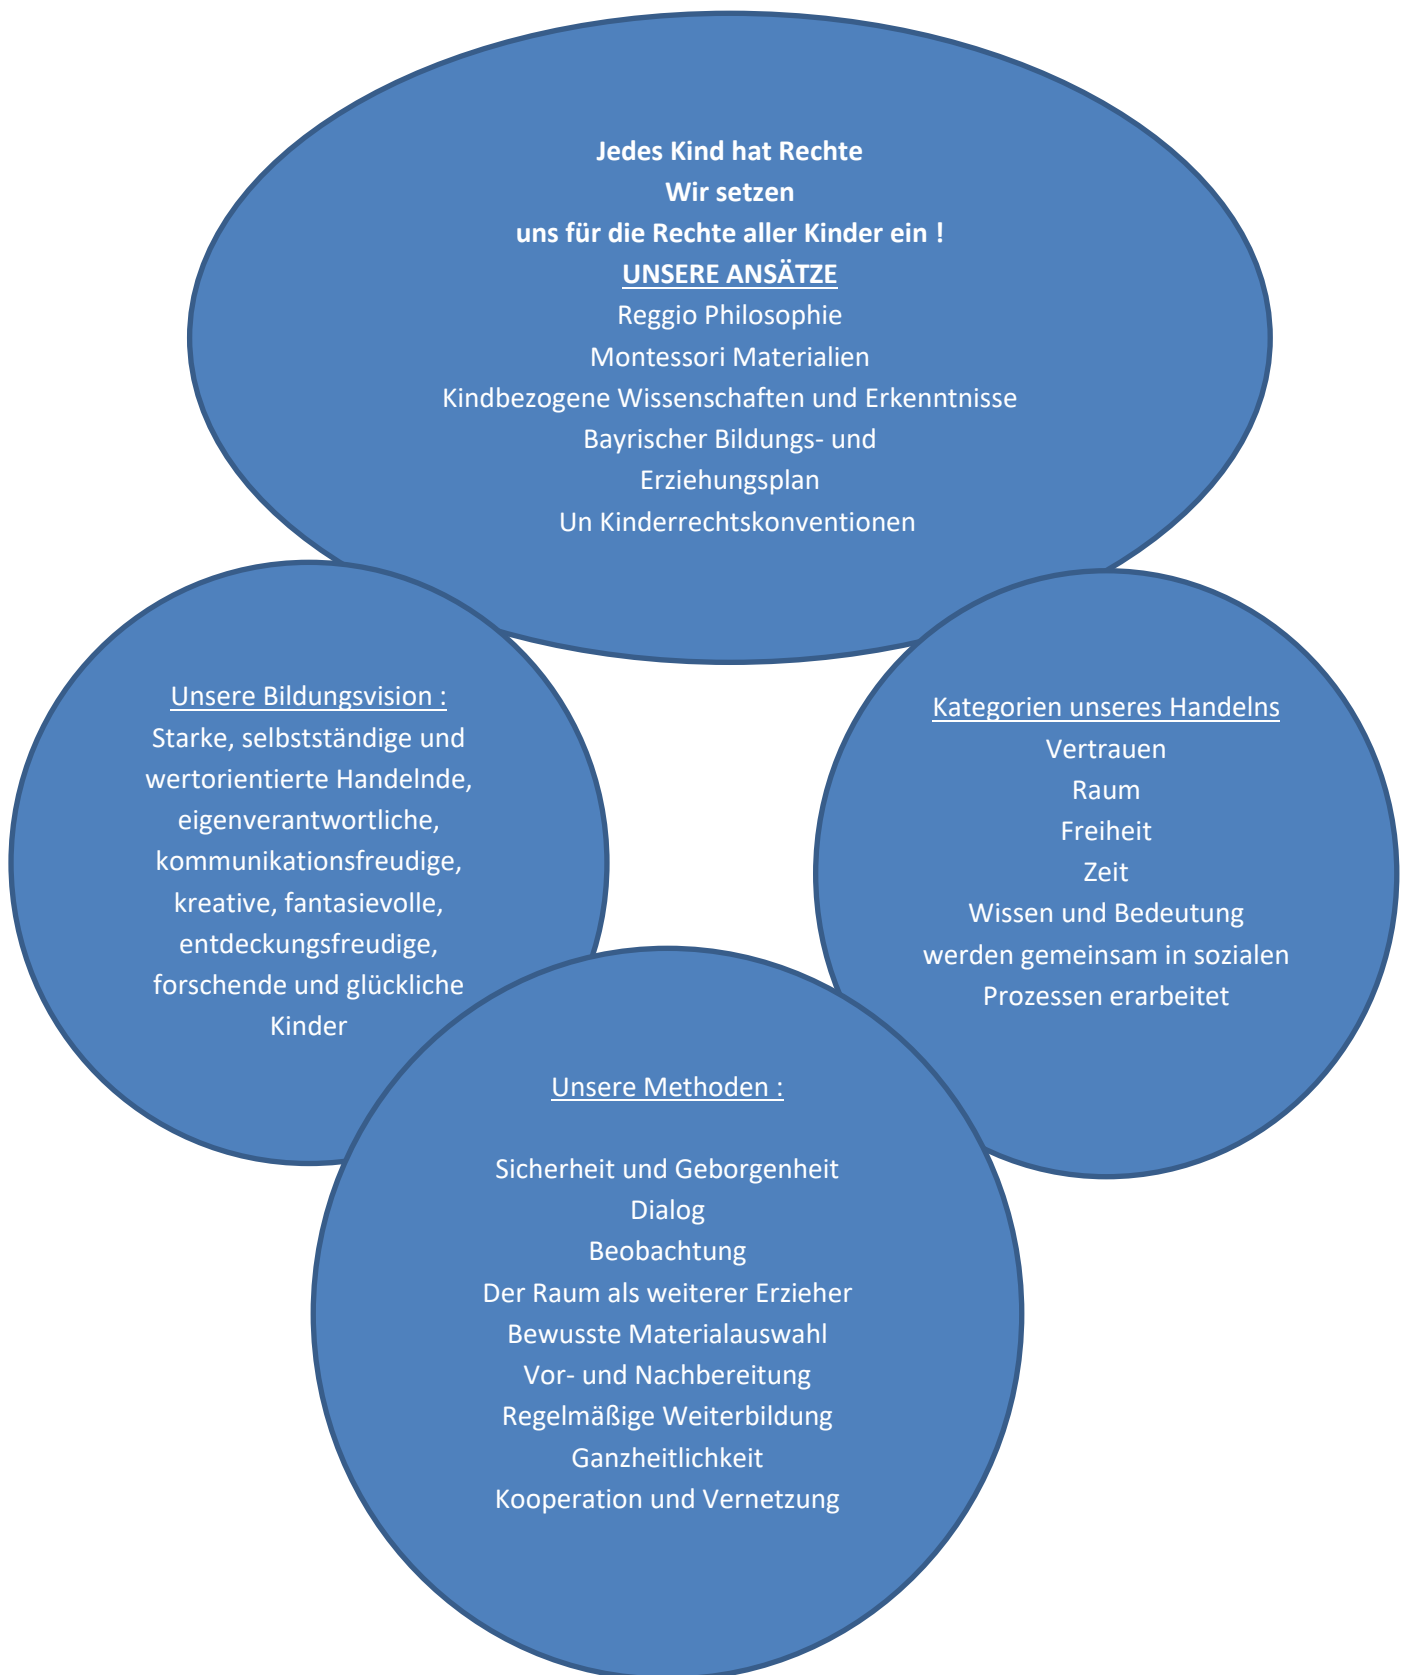 Jedes Kind hat Rechte
Wir setzen
uns für die Rechte aller Kinder ein !
UNSERE ANSÄTZE
Reggio Philosophie
Montessori Materialien
Kindbezogene Wissenschaften und Erkenntnisse
Bayrischer Bildungs- und
Erziehungsplan
Un Kinderrechtskonventionen
Unsere Bildungsvision :
Starke, selbstständige und
wertorientierte Handelnde,
eigenverantwortliche,
kommunikationsfreudige,
kreative, fantasievolle,
entdeckungsfreudige,
forschende und glückliche
Kinder
Kategorien unseres Handelns
Vertrauen
Raum
Freiheit
Zeit
Wissen und Bedeutung
werden gemeinsam in sozialen
Prozessen erarbeitet
Unsere Methoden :
Sicherheit und Geborgenheit
Dialog
Beobachtung
Der Raum als weiterer Erzieher
Bewusste Materialauswahl
Vor- und Nachbereitung
Regelmäßige Weiterbildung
Ganzheitlichkeit
Kooperation und Vernetzung